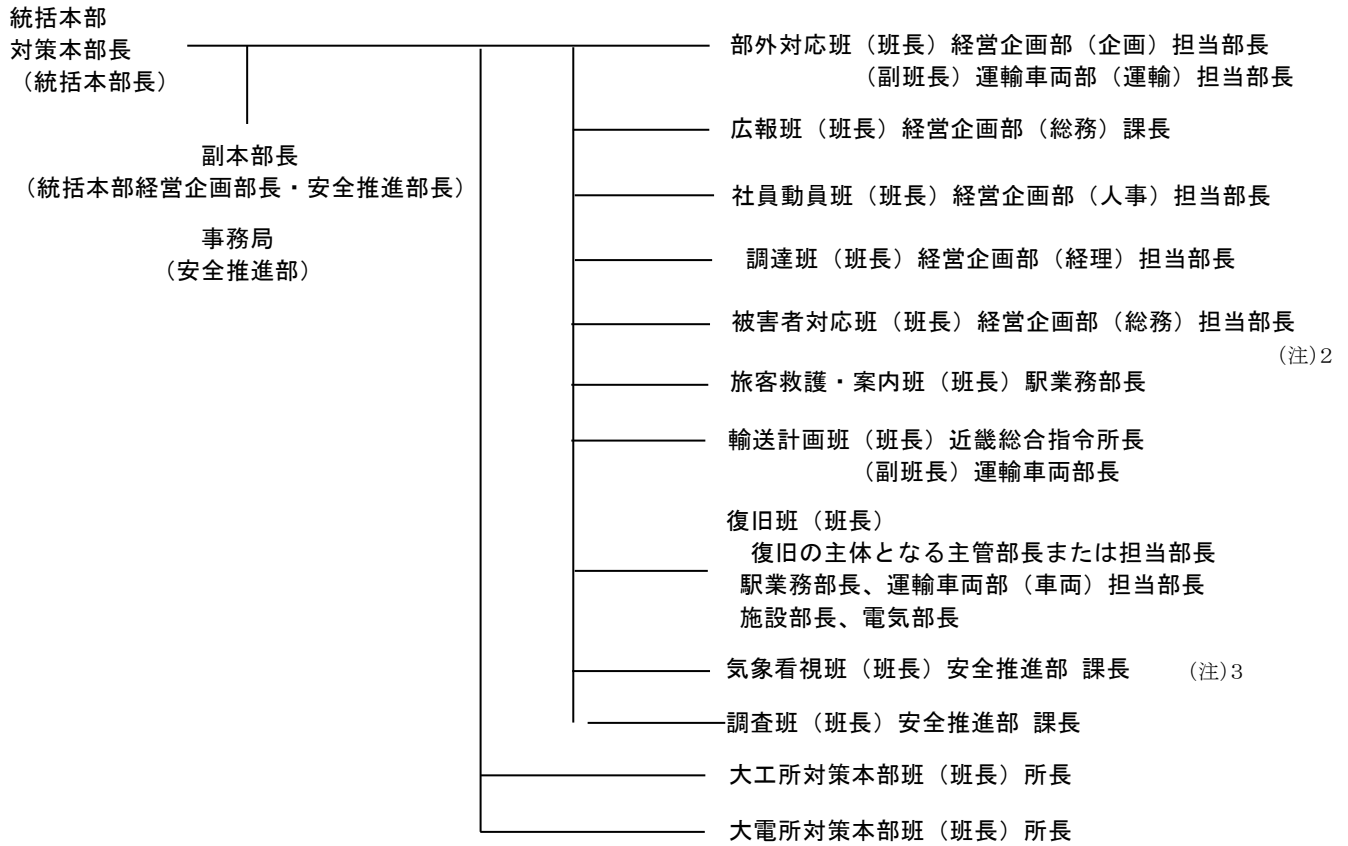 統括本部
対策本部長
（統括本部長）
副本部長
（統括本部経営企画部長・安全推進部長）
事務局
（安全推進部）
部外対応班（班長）経営企画部（企画）担当部長
（副班長）運輸車両部（運輸）担当部長
広報班（班長）経営企画部（総務）課長
社員動員班（班長）経営企画部（人事）担当部長
調達班（班長）経営企画部（経理）担当部長
被害者対応班（班長）経営企画部（総務）担当部長
(注)2
旅客救護・案内班（班長）駅業務部長
輸送計画班（班長）近畿総合指令所長
（副班長）運輸車両部長
復旧班（班長）
復旧の主体となる主管部長または担当部長
駅業務部長、運輸車両部（車両）担当部長
施設部長、電気部長
気象看視班（班長）安全推進部 課長 (注)3
調査班（班長）安全推進部 課長
大工所対策本部班（班長）所長
大電所対策本部班（班長）所長